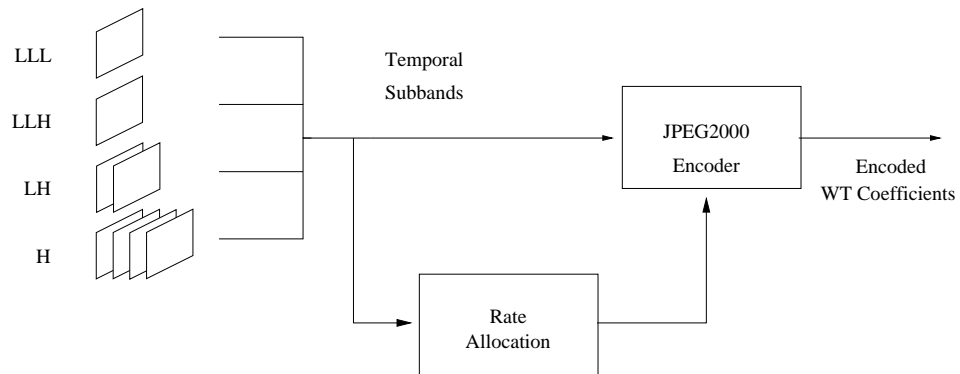 LLL
LLH
LH
H
Temporal
Subbands
JPEG2000
Encoder
Encoded
WT Coefficients
Rate
Allocation